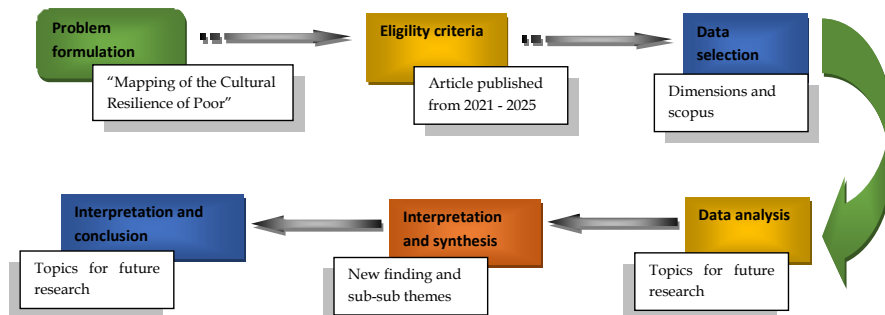 Problem
formulation
“Mapping of the Cultural
Resilience of Poor”
Eligility criteria
Article published
from 2021 - 2025
Data
selection
Dimensions and
scopus
Interpretation and
conclusion
Topics for future
research
Interpretation
and synthesis
New finding and
sub-sub themes
Data analysis
Topics for future
research